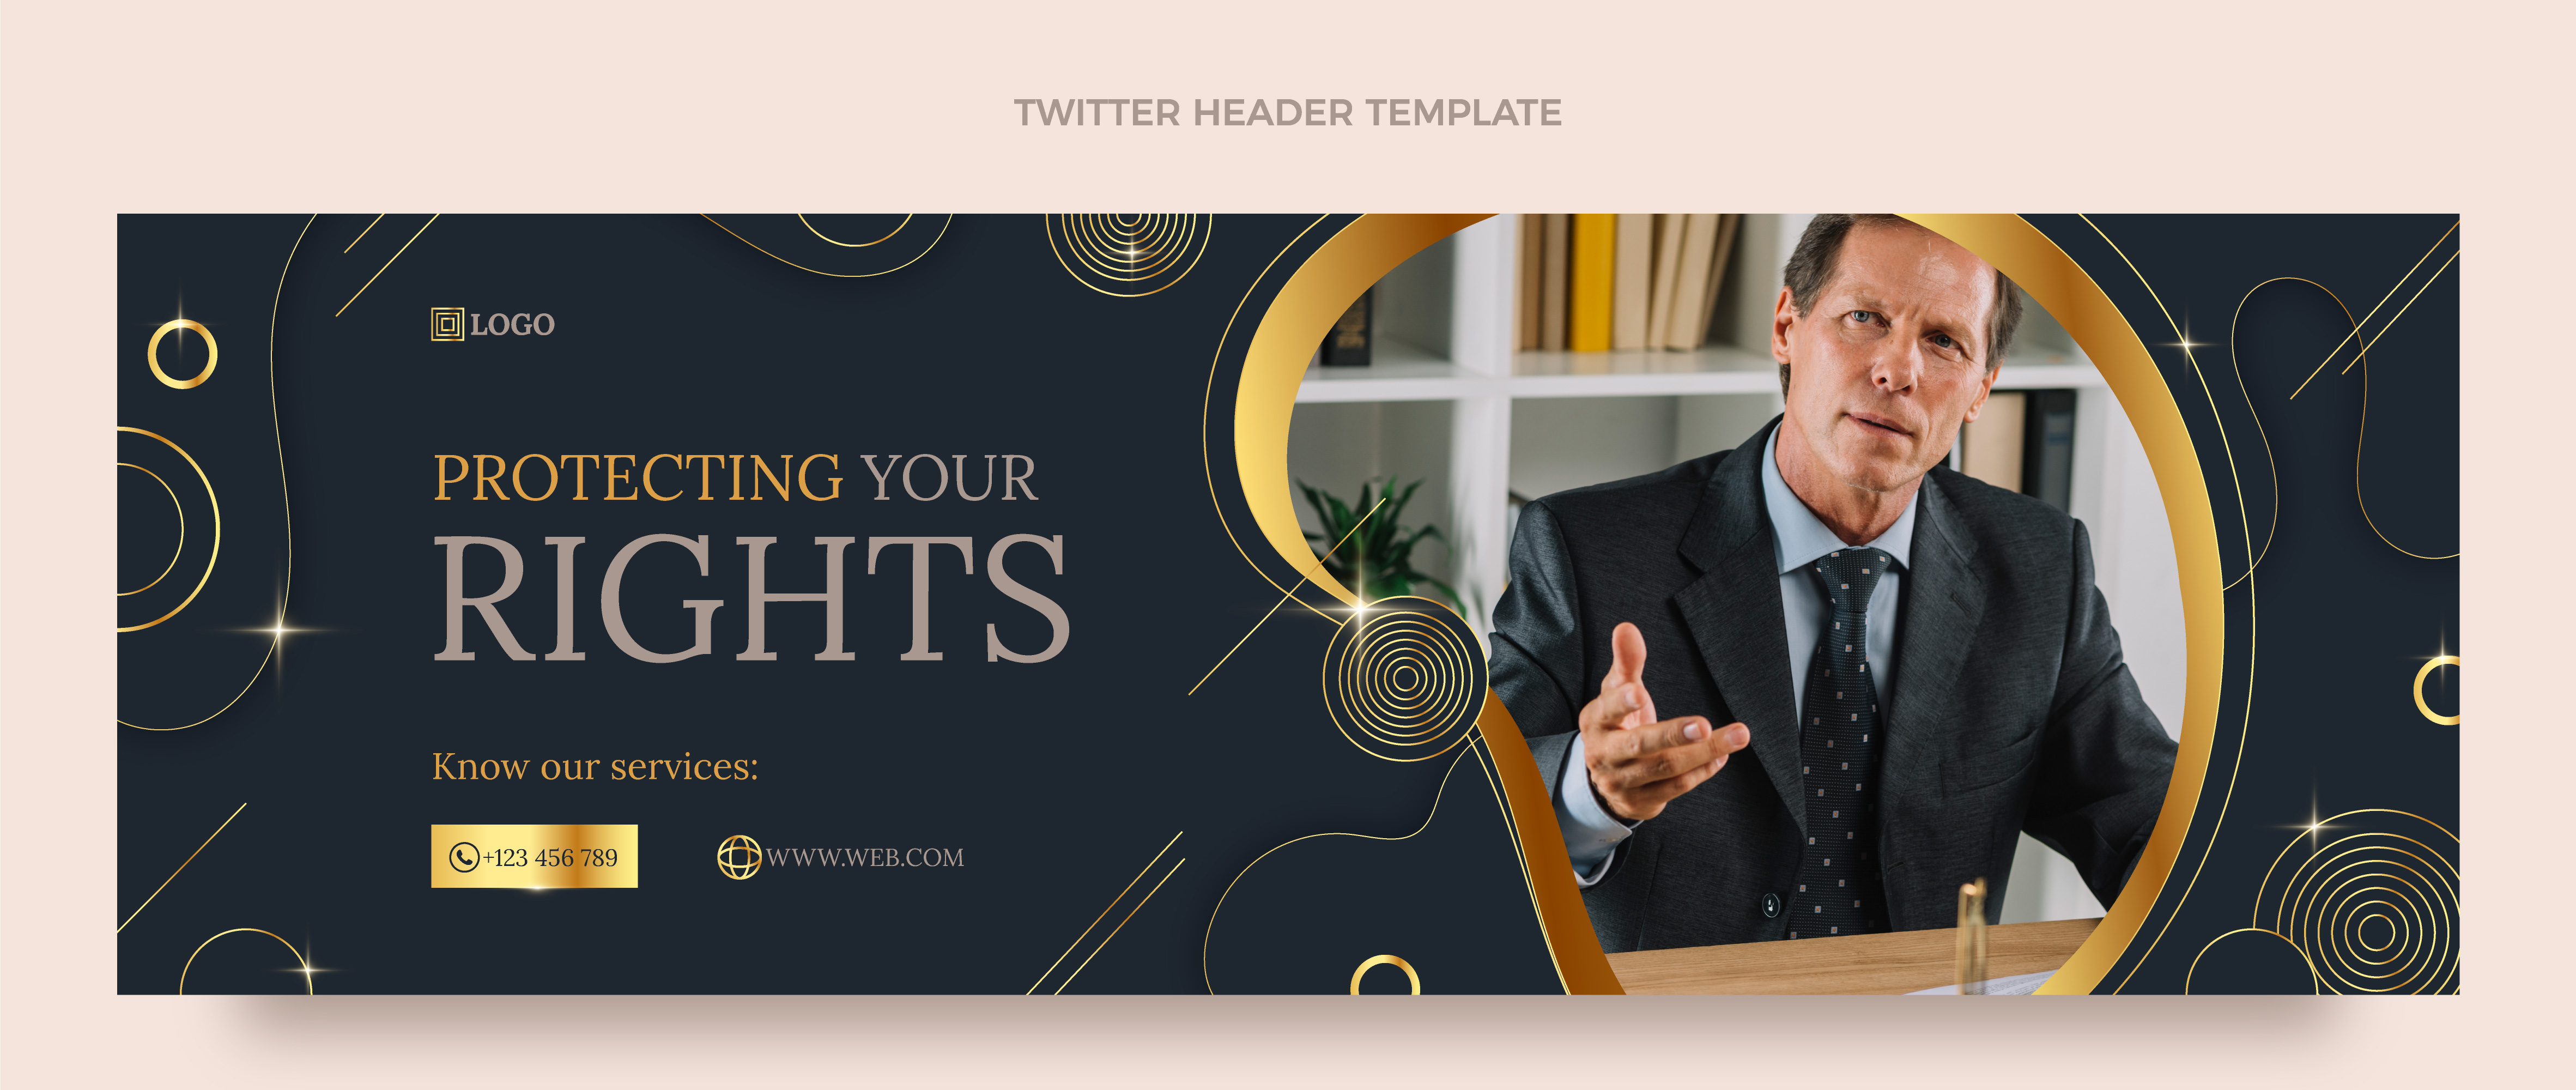 TWITTER HEADER TEMPLATE
LOGO
PROTECTING YOUR
RIGHTS
Know our services:
+123 456 789
WWW.WEB.COM